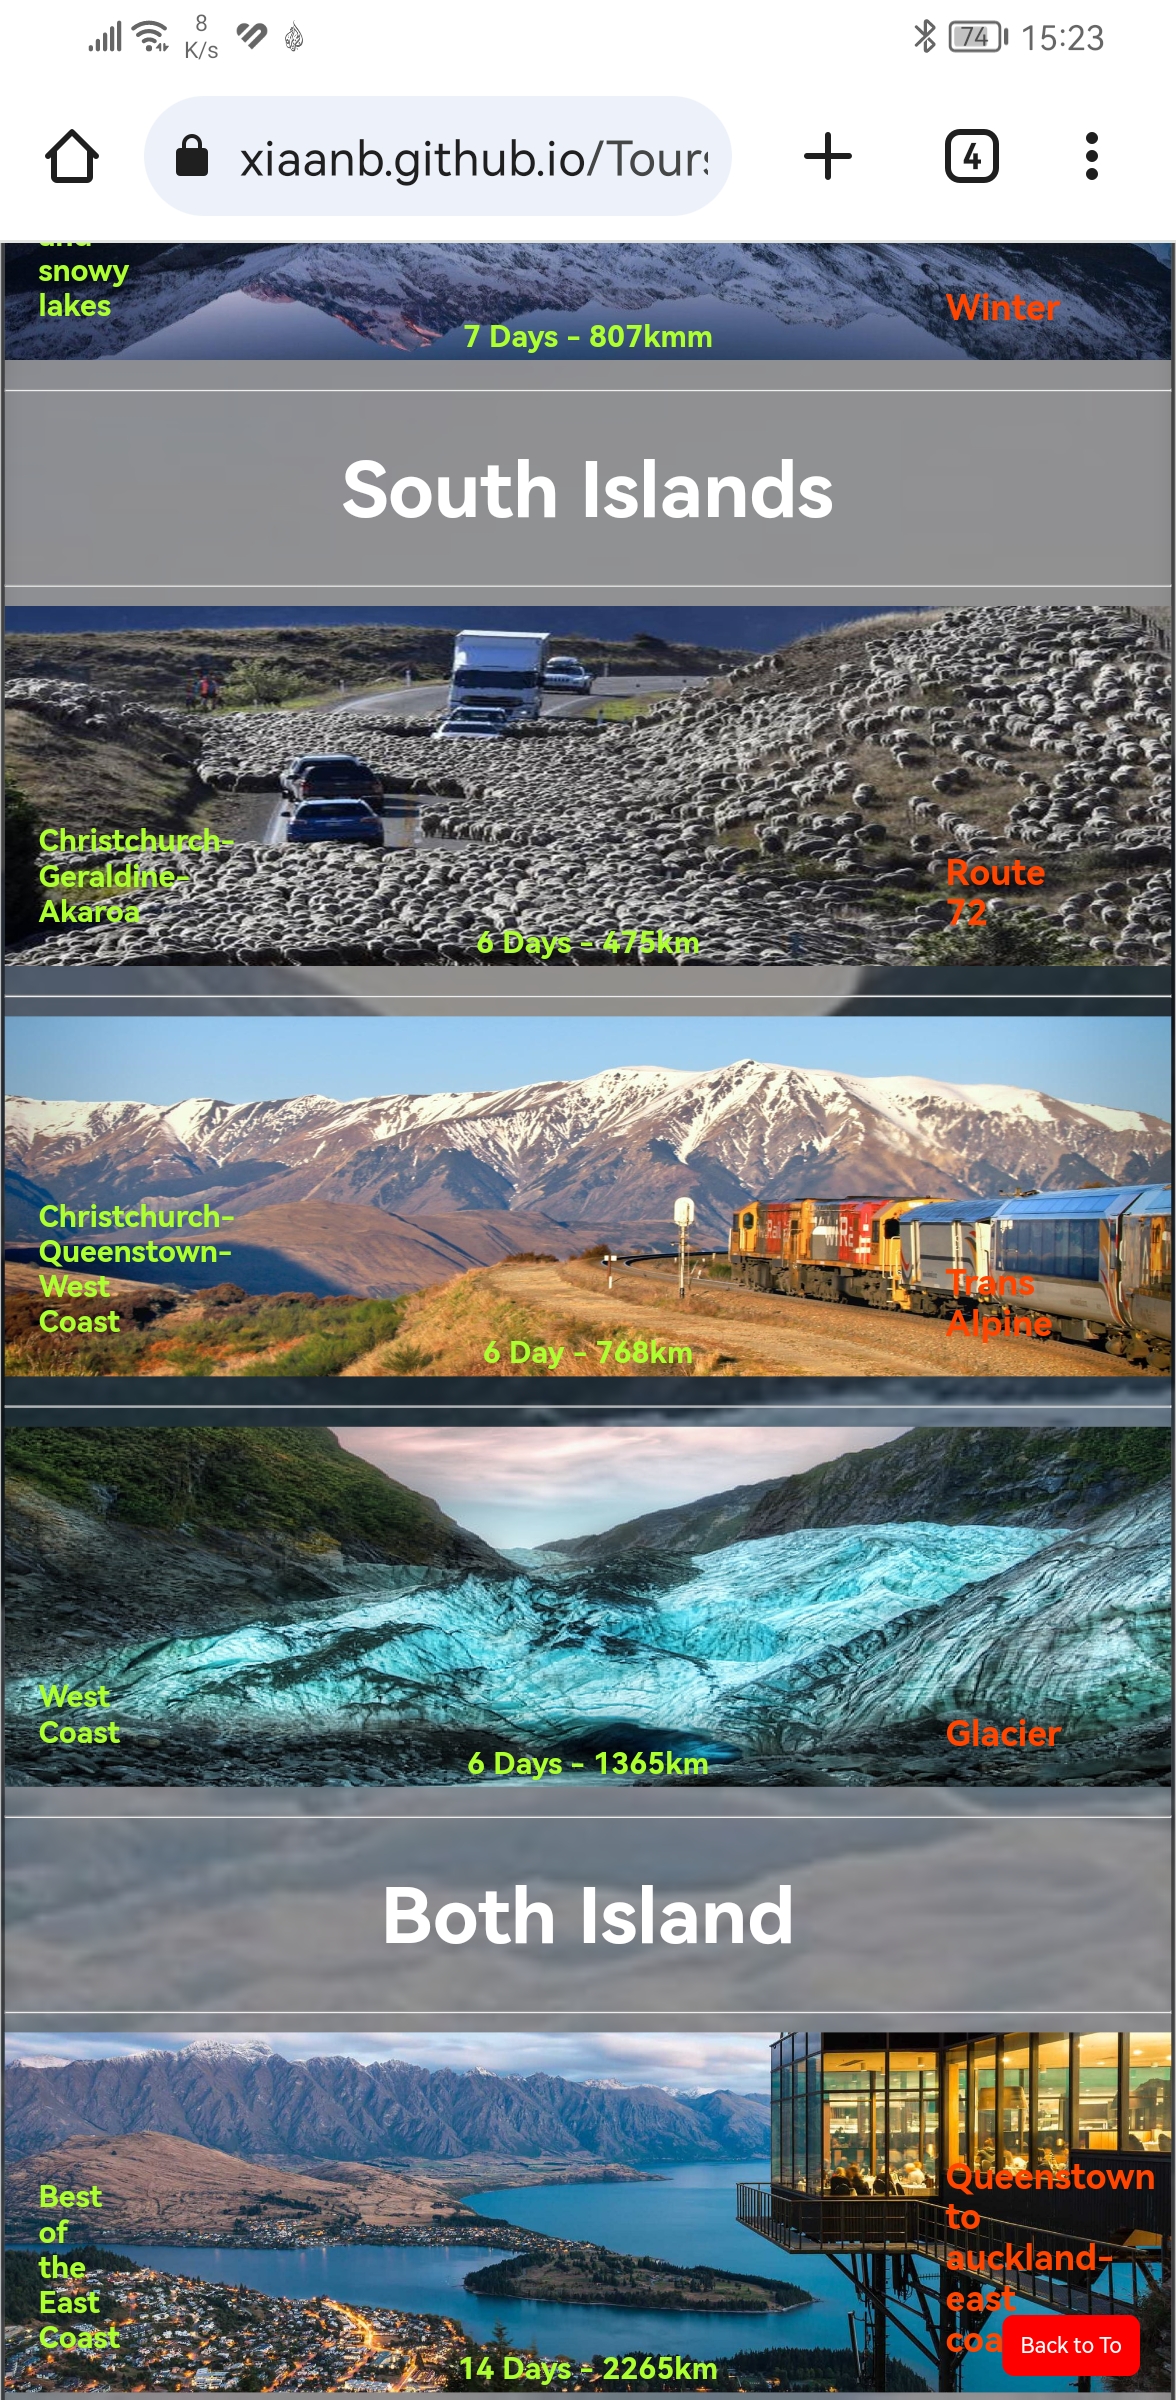 8
K/s
74
15:23
xiaanb.github.io/Tours
4
snowy
lakes
Winter
7 Days - 807kmm
South Islands
Christchurch-
Geraldine-
Akaroa
Route
72
6 Days - 475km
Christchurch-
Queenstown-
West
Coast
Trans
Alpine
6 Day - 768km
West
Coast
Glacier
6 Days - 1365km
Both Island
Best
of
the
East
Coast
Queenstown
to
auckland-
east
coa
Back to To
14 Days - 2265km